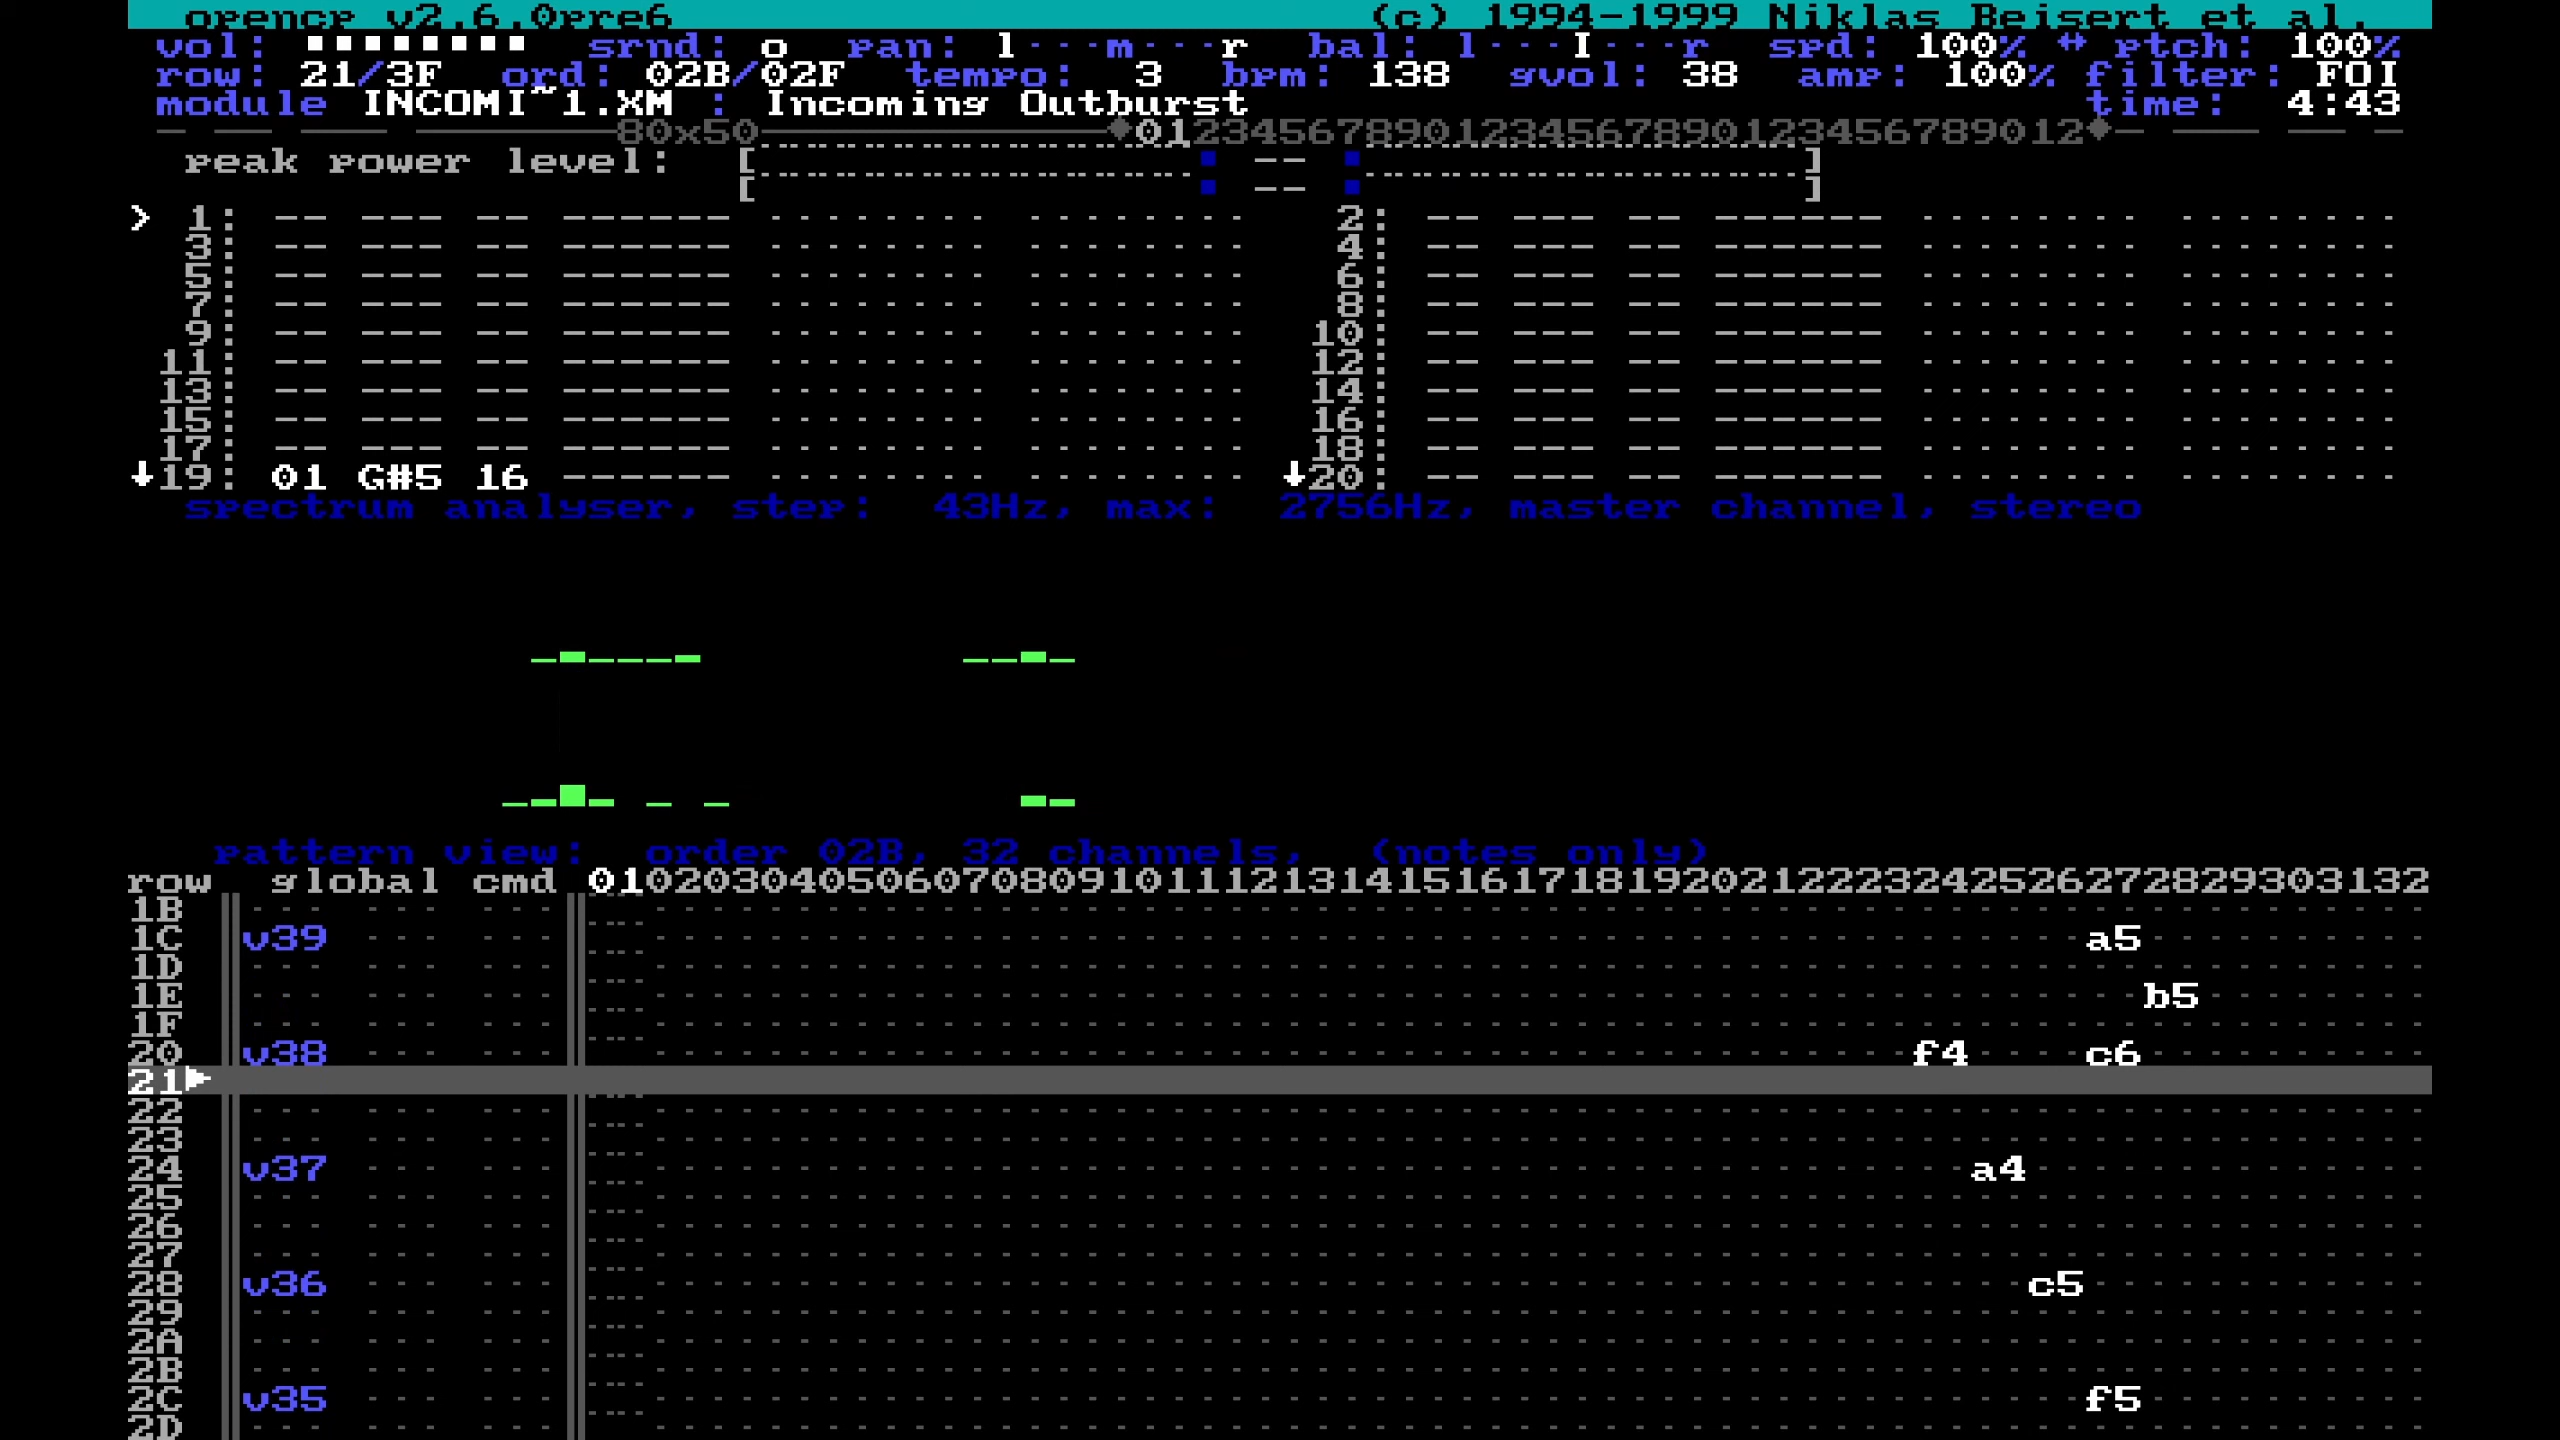 opencp v2.6.0pre6 (c) 1994-1999 Niklas Beisert et al.
vol: ▪▪▪▪▪▪▪▪ srnd: o pan: l---m---r bal: l---I---r spd: 100% ptch: 100%
row: 21/3F ord: 02B/02F tempo: 3 bpm: 138 gvol: 38 amp: 100% filter: FOI
module INCOMI~1.XM : Incoming Outburst time: 4:43
80x50 012345678901234567890123456789012
peak power level: [ -- ]
[ -- ]
> 1: -- --- -- ------ 2: -- --- -- ------
3: -- --- -- ------ 4: -- --- -- ------
5: -- --- -- ------ 6: -- --- -- ------
7: -- --- -- ------ 8: -- --- -- ------
9: -- --- -- ------ 10: -- --- -- ------
11: -- --- -- ------ 12: -- --- -- ------
13: -- --- -- ------ 14: -- --- -- ------
15: -- --- -- ------ 16: -- --- -- ------
17: -- --- -- ------ 18: -- --- -- ------
↓19: 01 G#5 16 ------ ↓20: -- --- -- ------
spectrum analyser, step: 43Hz, max: 2756Hz, master channel, stereo
pattern view: order 02B, 32 channels, (notes only)
row global cmd 0102030405060708091011121314151617181920212223242526272829303132
1B
1C v39 a5
1D
1E b5
1F
20 v38 f4 c6
21►
22
23
24 v37 a4
25
26
27
28 v36 c5
29
2A
2B
2C v35 f5
2D